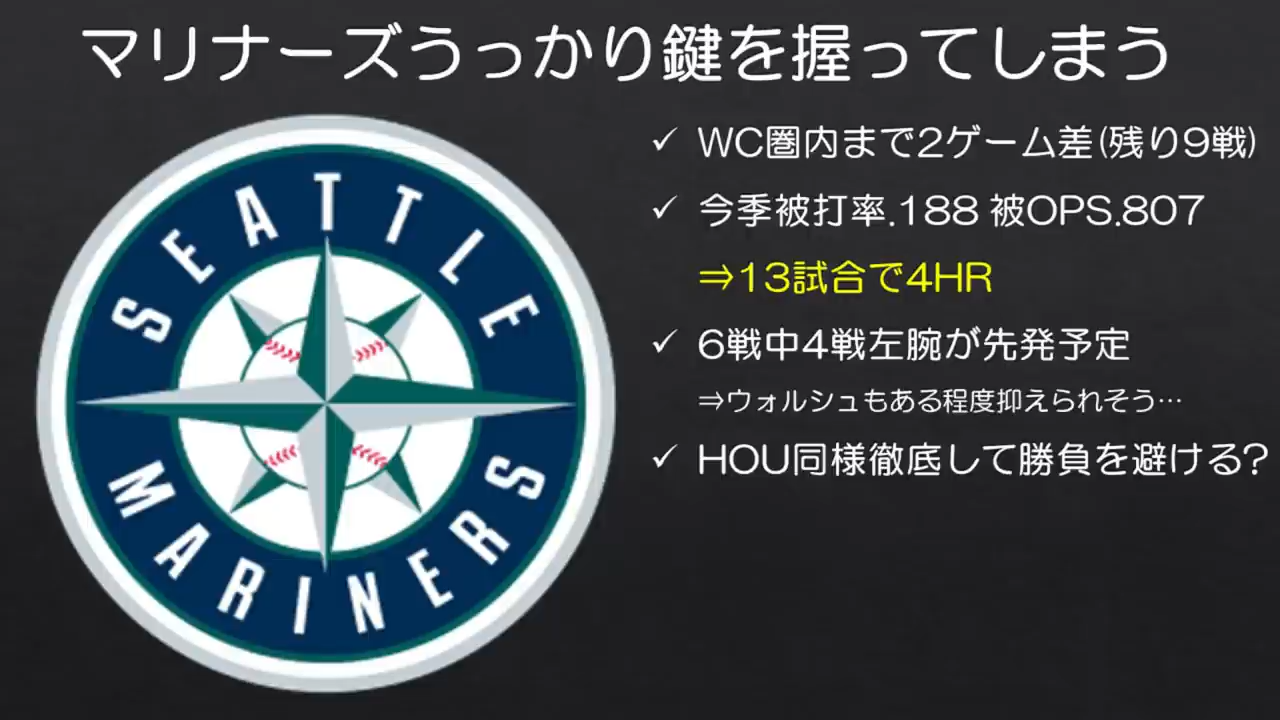 マリナーズうっかり鍵を握ってしまう
SEATTLE
MARINERS
✓ WC圏内まで2ゲーム差(残り9戦)
✓ 今季被打率.188 被OPS.807
⇒13試合で4HR
✓ 6戦中4戦左腕が先発予定
⇒ウォルシュもある程度抑えられそう…
✓ HOU同様徹底して勝負を避ける?